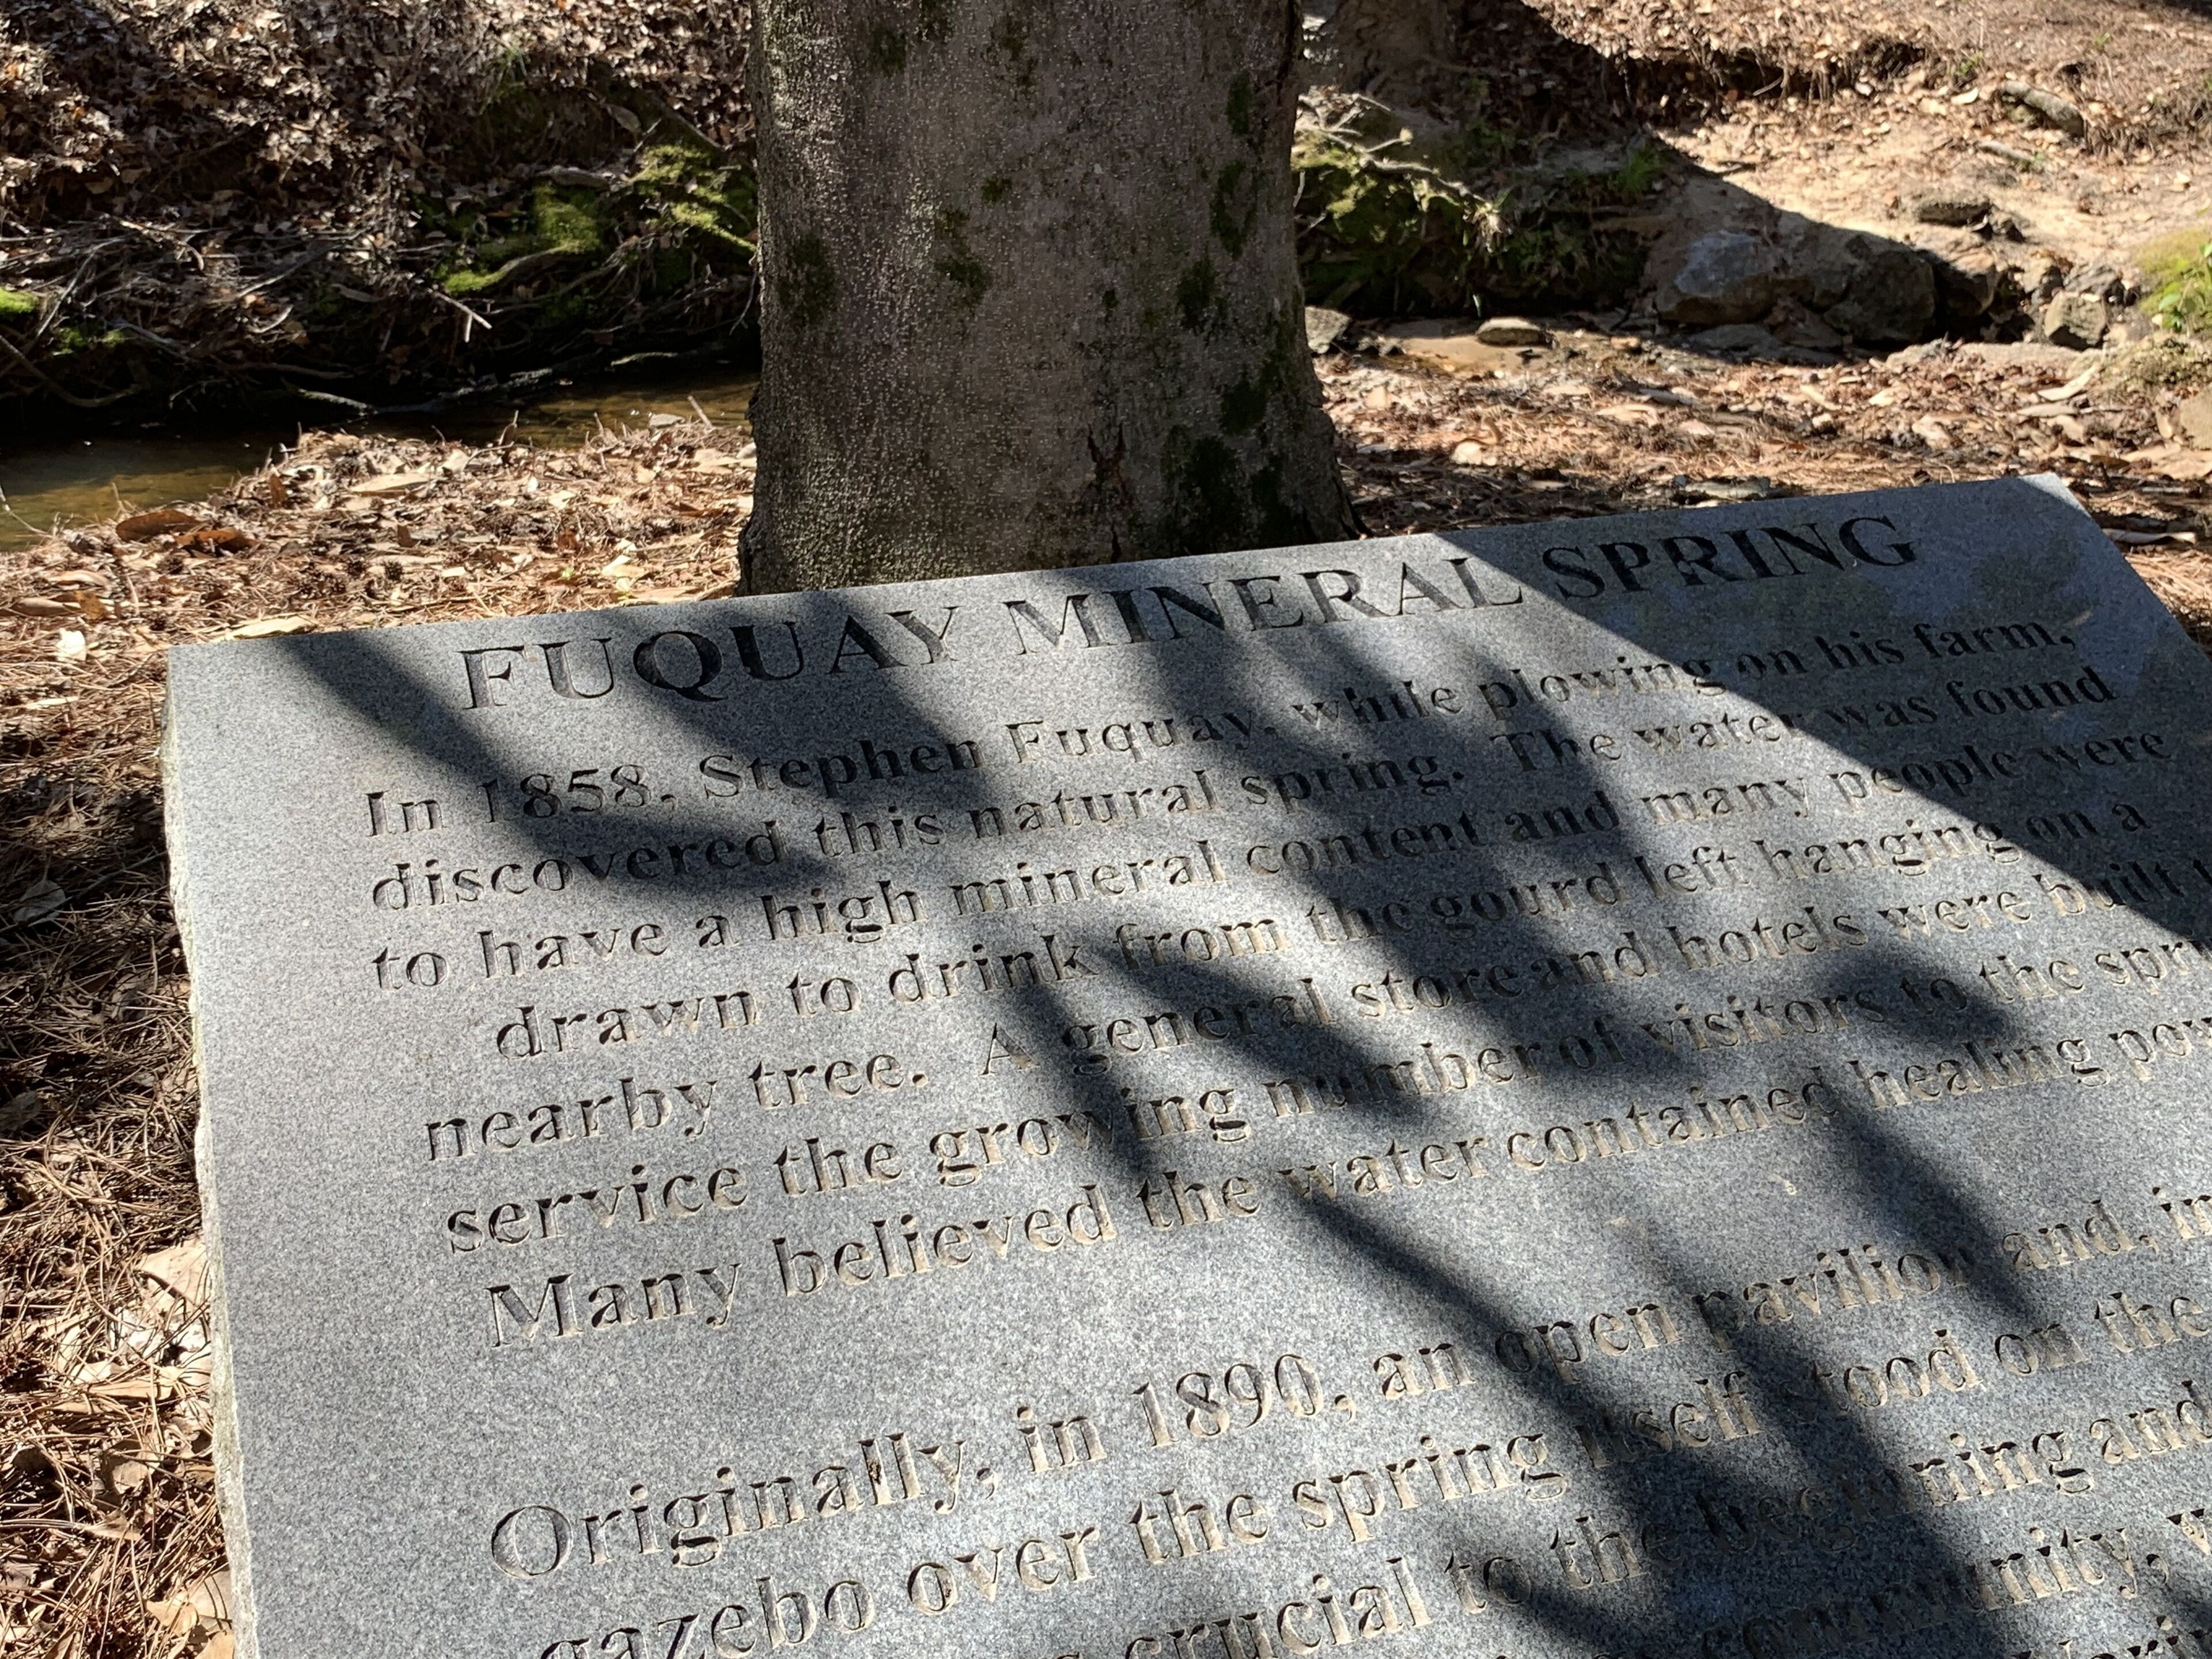 FUQUAY MINERAL SPRING
In 1858, Stephen Fuquay, while plowing on his farm,
discovered this natural spring. The water was found
to have a high mineral content and many people were
drawn to drink from the gourd left hanging on a
nearby tree. A general store and hotels were built
service the growing number of visitors to the spr
Many believed the water contained healing pow
Originally, in 1890, an open pavilion and, in
gazebo over the spring itself stood on the
crucial to the beginning and